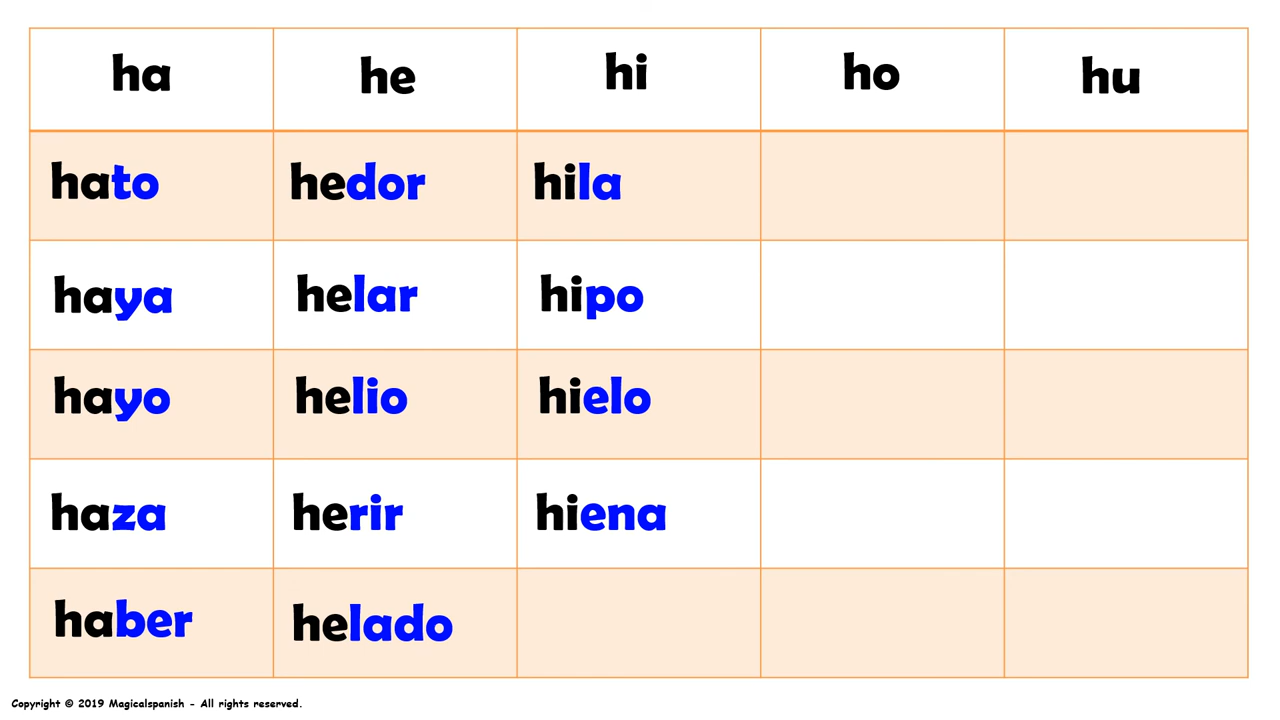 ha he hi ho hu
hato hedor hila
haya helar hipo
hayo helio hielo
haza herir hiena
haber helado
Copyright © 2019 Magicalspanish - All rights reserved.